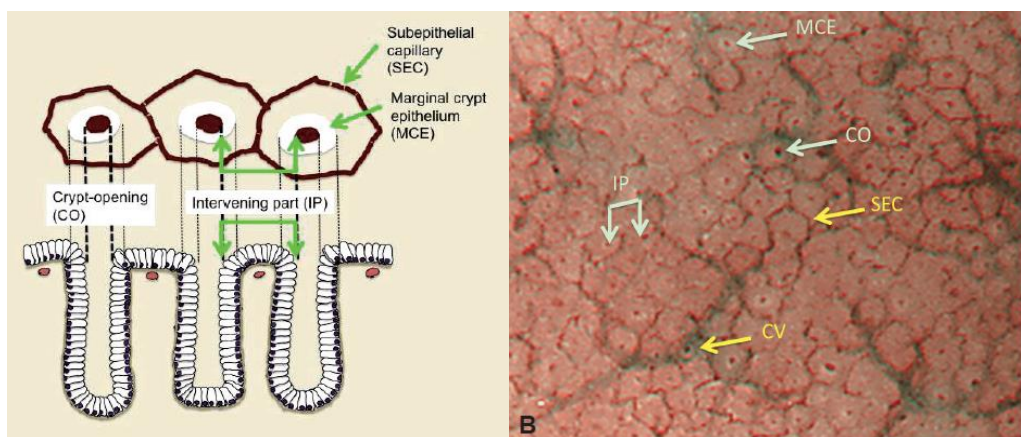 Subepithelial
capillary
(SEC)
Marginal crypt
epithelium
(MCE)
Crypt-opening
(CO)
Intervening part (IP)
MCE
CO
IP
SEC
CV
B